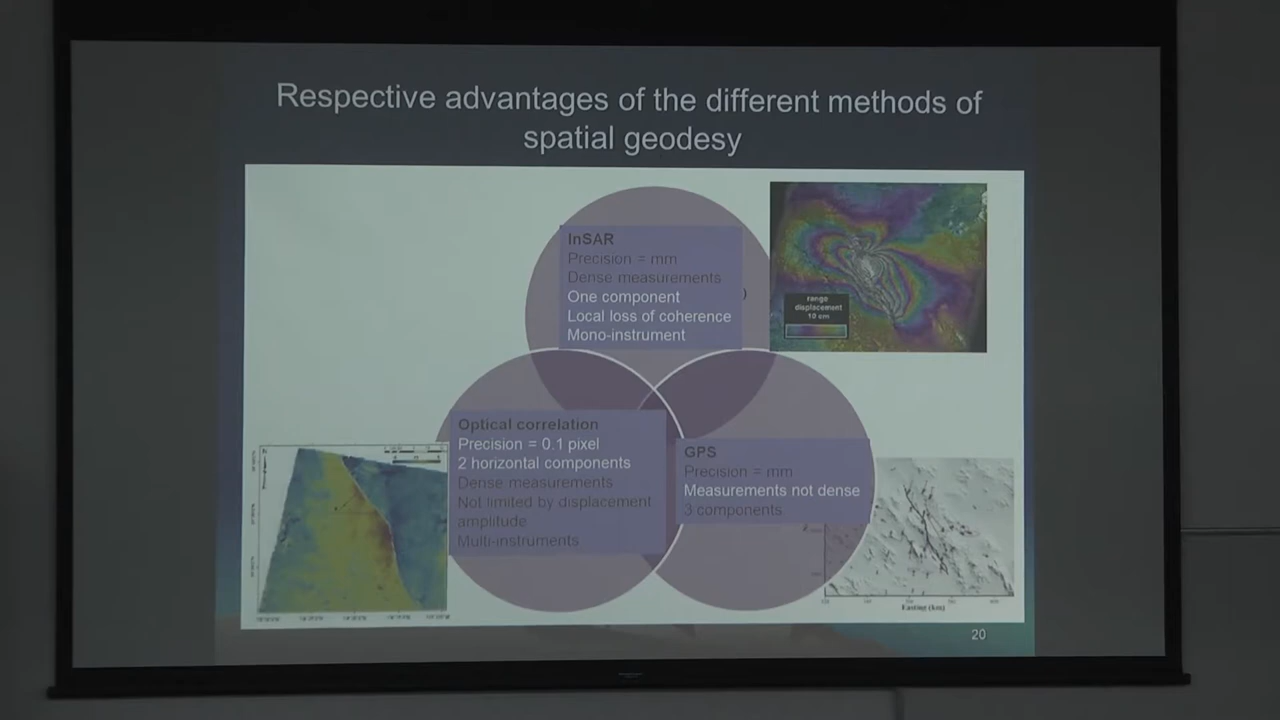 Respective advantages of the different methods of
spatial geodesy
InSAR
Precision = mm
Dense measurements
One component
Local loss of coherence
Mono-instrument
range
displacement
10 cm
Optical correlation
Precision = 0.1 pixel
2 horizontal components
Dense measurements
Not limited by displacement
amplitude
Multi-instruments
GPS
Precision = mm
Measurements not dense
3 components
Easting (km)
20